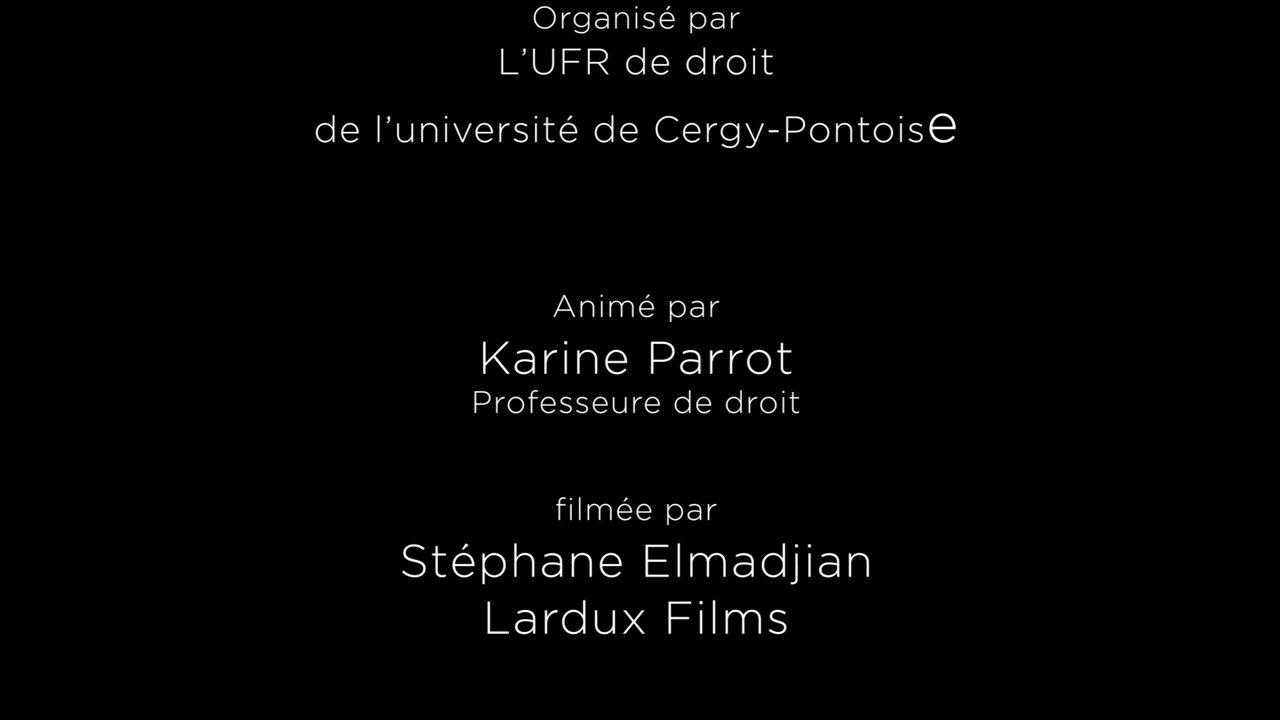 Organisé par
L’UFR de droit
de l’université de Cergy-Pontoise
Animé par
Karine Parrot
Professeure de droit
filmée par
Stéphane Elmadjian
Lardux Films